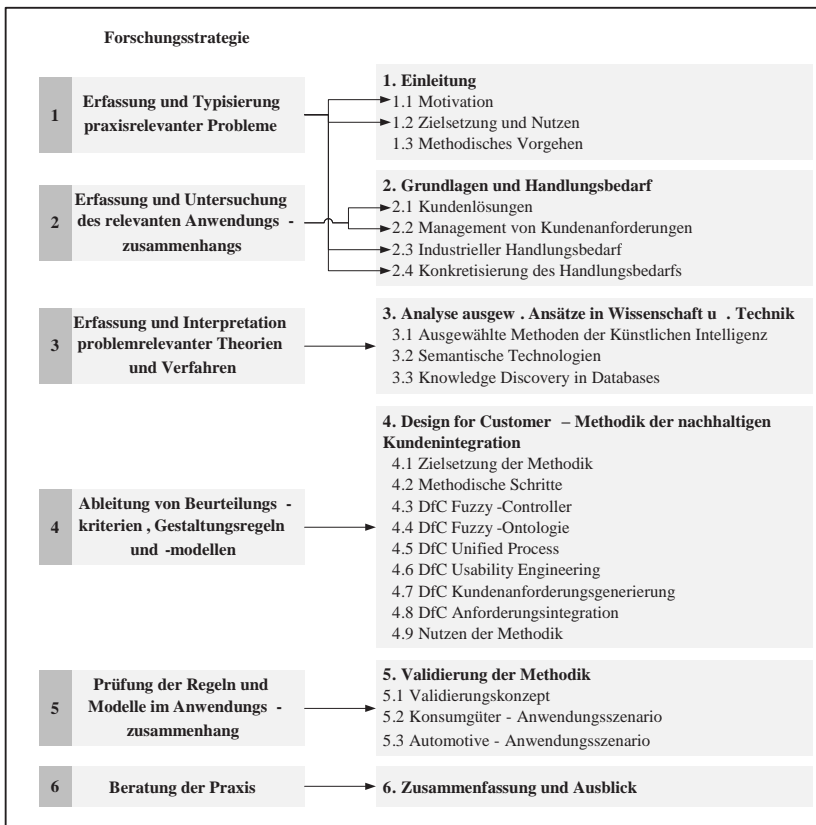 Forschungsstrategie
1
Erfassung und Typisierung
praxisrelevanter Probleme
1. Einleitung
1.1 Motivation
1.2 Zielsetzung und Nutzen
1.3 Methodisches Vorgehen
2
Erfassung und Untersuchung
des relevanten Anwendungs -
zusammenhangs
2. Grundlagen und Handlungsbedarf
2.1 Kundenlösungen
2.2 Management von Kundenanforderungen
2.3 Industrieller Handlungsbedarf
2.4 Konkretisierung des Handlungsbedarfs
3
Erfassung und Interpretation
problemrelevanter Theorien
und Verfahren
3. Analyse ausgew . Ansätze in Wissenschaft u . Technik
3.1 Ausgewählte Methoden der Künstlichen Intelligenz
3.2 Semantische Technologien
3.3 Knowledge Discovery in Databases
4
Ableitung von Beurteilungs -
kriterien , Gestaltungsregeln
und -modellen
4. Design for Customer – Methodik der nachhaltigen
Kundenintegration
4.1 Zielsetzung der Methodik
4.2 Methodische Schritte
4.3 DfC Fuzzy -Controller
4.4 DfC Fuzzy -Ontologie
4.5 DfC Unified Process
4.6 DfC Usability Engineering
4.7 DfC Kundenanforderungsgenerierung
4.8 DfC Anforderungsintegration
4.9 Nutzen der Methodik
5
Prüfung der Regeln und
Modelle im Anwendungs -
zusammenhang
5. Validierung der Methodik
5.1 Validierungskonzept
5.2 Konsumgüter - Anwendungsszenario
5.3 Automotive - Anwendungsszenario
6
Beratung der Praxis
6. Zusammenfassung und Ausblick